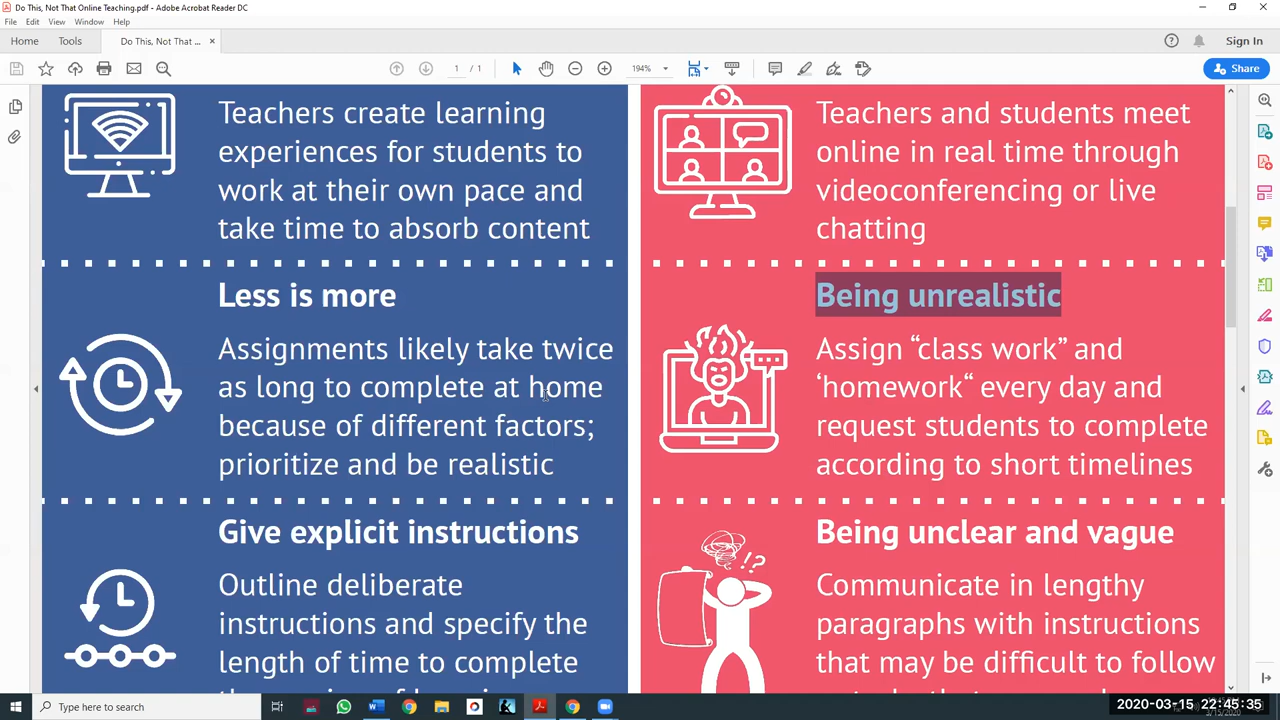 Do This, Not That Online Teaching.pdf - Adobe Acrobat Reader DC
File Edit View Window Help
Home Tools Do This, Not That ... × Sign In
1 / 1 194% Share
Teachers create learning
experiences for students to
work at their own pace and
take time to absorb content
Less is more
Assignments likely take twice
as long to complete at home
because of different factors;
prioritize and be realistic
Give explicit instructions
Outline deliberate
instructions and specify the
length of time to complete
Teachers and students meet
online in real time through
videoconferencing or live
chatting
Being unrealistic
Assign “class work” and
‘homework“ every day and
request students to complete
according to short timelines
Being unclear and vague
!?
Communicate in lengthy
paragraphs with instructions
that may be difficult to follow
Type here to search
2020-03-15 22:45:35